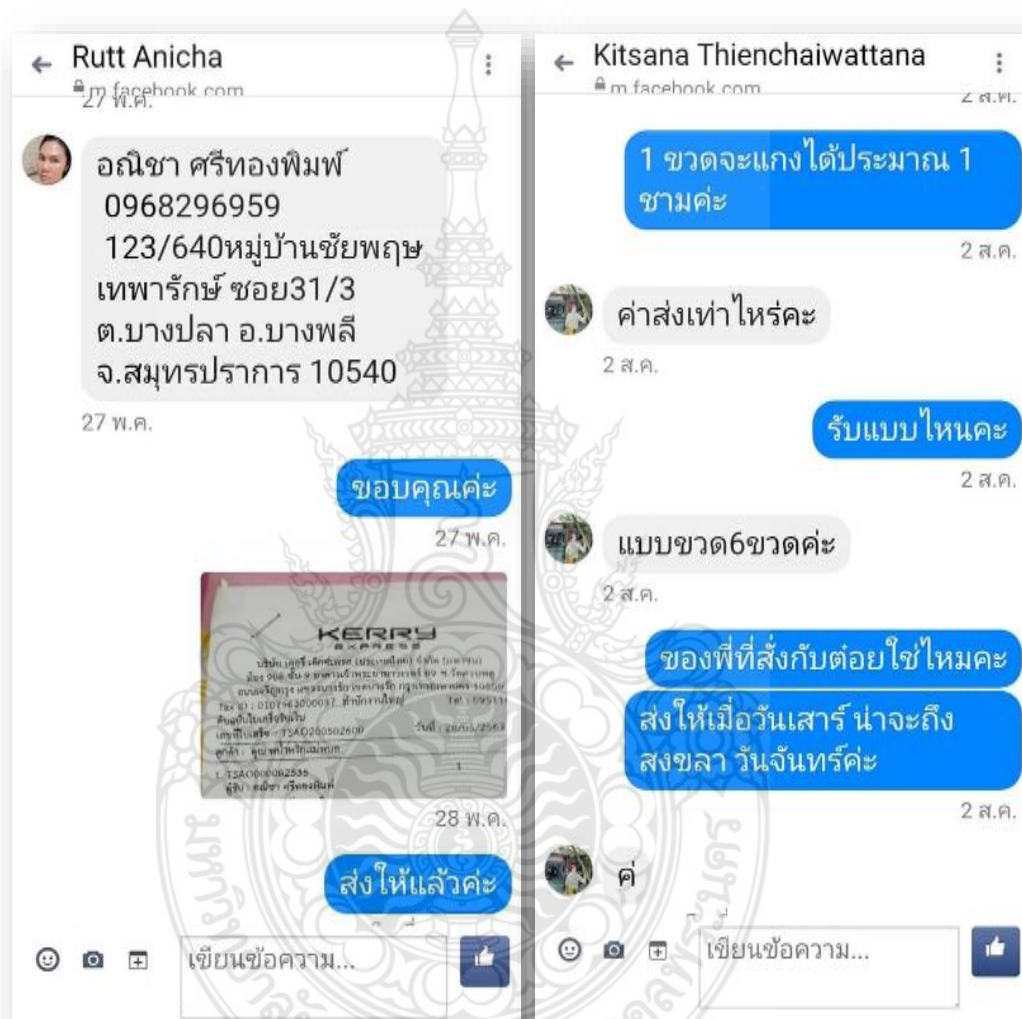 Rutt Anicha
m.facebook.com
27 พ.ค.
อณิชา ศรีทองพิมพ์
0968296959
123/640หมู่บ้านชัยพฤษ
เทพารักษ์ ซอย31/3
ต.บางปลา อ.บางพลี
จ.สมุทรปราการ 10540
27 พ.ค.
ขอบคุณค่ะ
27 พ.ค.
KERRY
EXPRESS
28 พ.ค.
ส่งให้แล้วค่ะ
เขียนข้อความ...
Kitsana Thienchaiwattana
m.facebook.com
2 ส.ค.
1 ขวดจะแกงได้ประมาณ 1
ชามค่ะ
2 ส.ค.
ค่าส่งเท่าไหร่คะ
2 ส.ค.
รับแบบไหนคะ
2 ส.ค.
แบบขวด6ขวดค่ะ
2 ส.ค.
ของพี่ที่สั่งกับต๋อยใช่ไหมคะ
ส่งให้เมื่อวันเสาร์ น่าจะถึง
สงขลา วันจันทร์ค่ะ
2 ส.ค.
ค่
เขียนข้อความ...